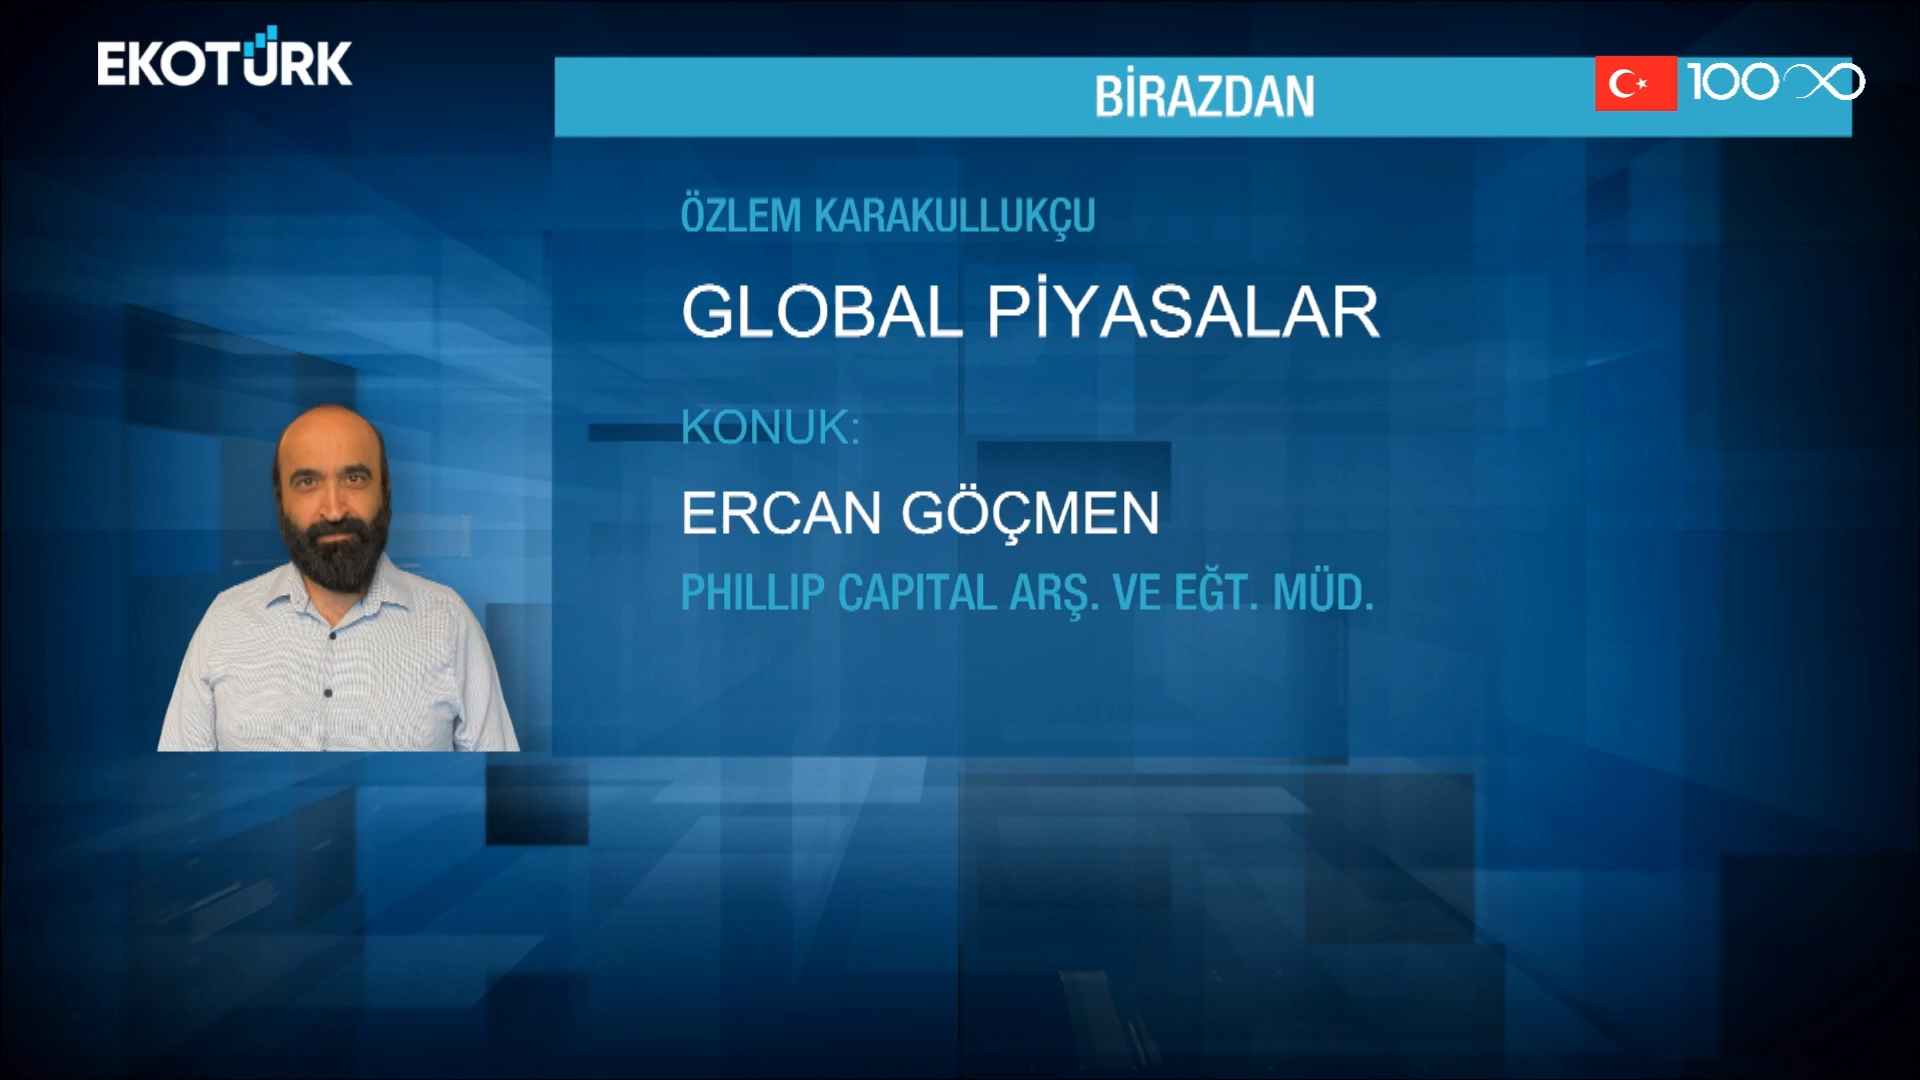 EKOTÜRK
BİRAZDAN
100
ÖZLEM KARAKULLUKÇU
GLOBAL PİYASALAR
KONUK:
ERCAN GÖÇMEN
PHILLIP CAPITAL ARŞ. VE EĞT. MÜD.